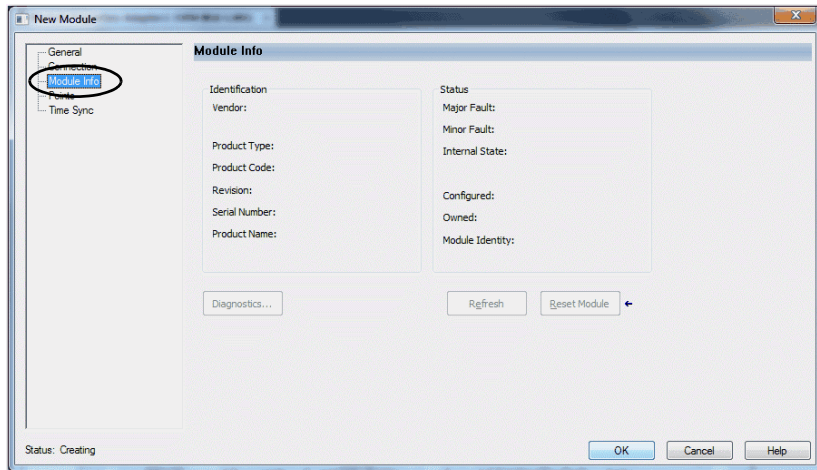 New Module
General
Connection
Module Info
Points
Time Sync
Module Info
Identification
Vendor:
Product Type:
Product Code:
Revision:
Serial Number:
Product Name:
Status
Major Fault:
Minor Fault:
Internal State:
Configured:
Owned:
Module Identity:
Diagnostics...
Refresh
Reset Module
Status: Creating
OK
Cancel
Help